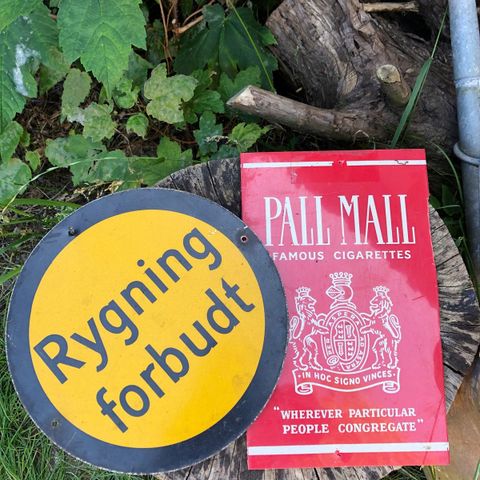 Rygning
forbudt
PALL MALL
FAMOUS CIGARETTES
IN HOC SIGNO VINCES
"WHEREVER PARTICULAR
PEOPLE CONGREGATE"